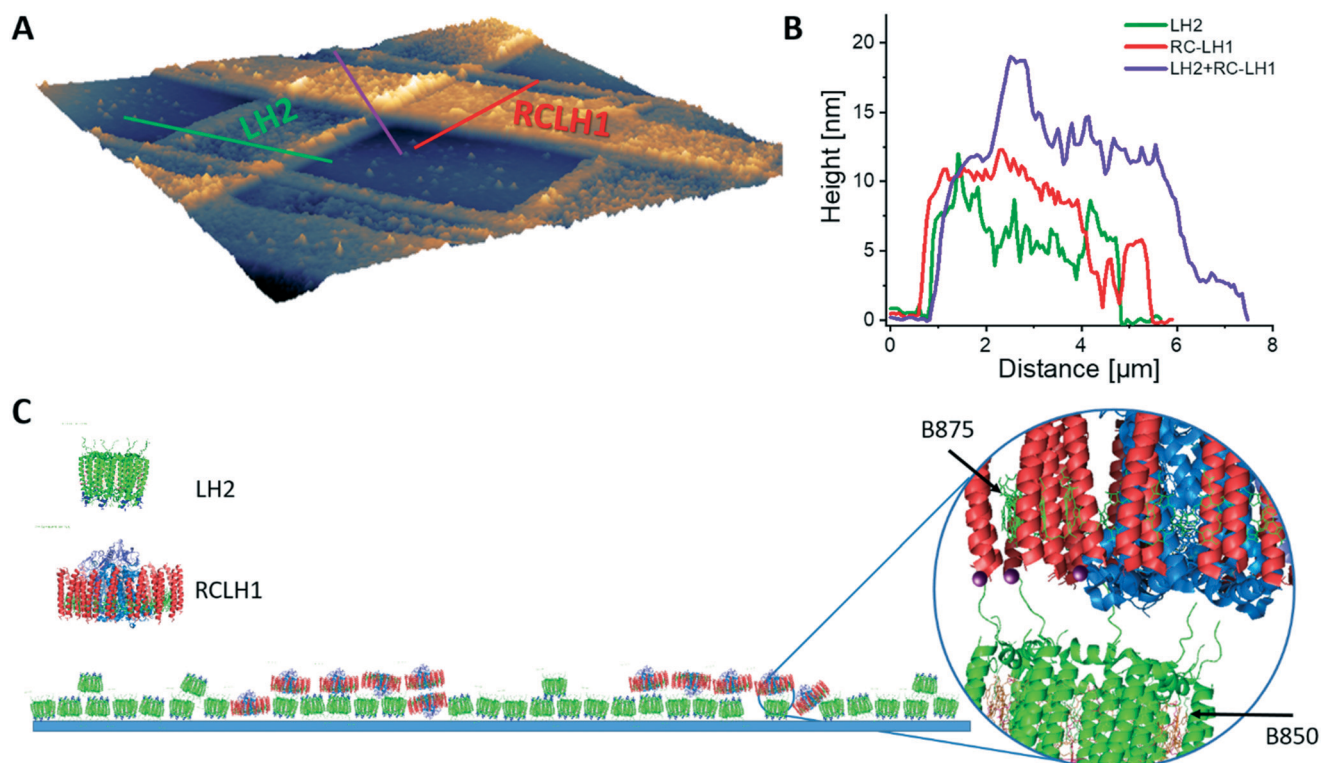 A
LH2
RCLH1
B
LH2
RC-LH1
LH2+RC-LH1
20
15
10
5
0
Height [nm]
0
2
4
6
8
Distance [µm]
C
LH2
RCLH1
B875
B850